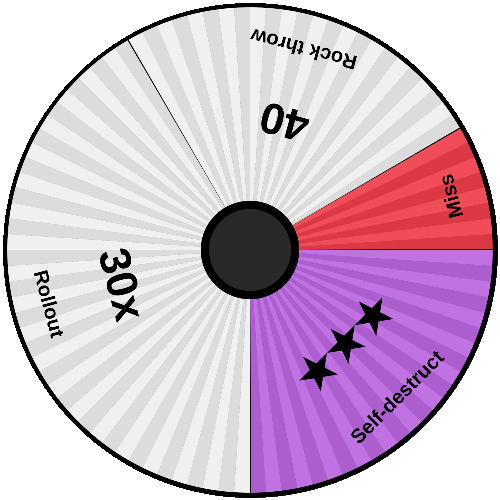 Rock throw
40
Miss
Self-destruct
★★★
Rollout
30x